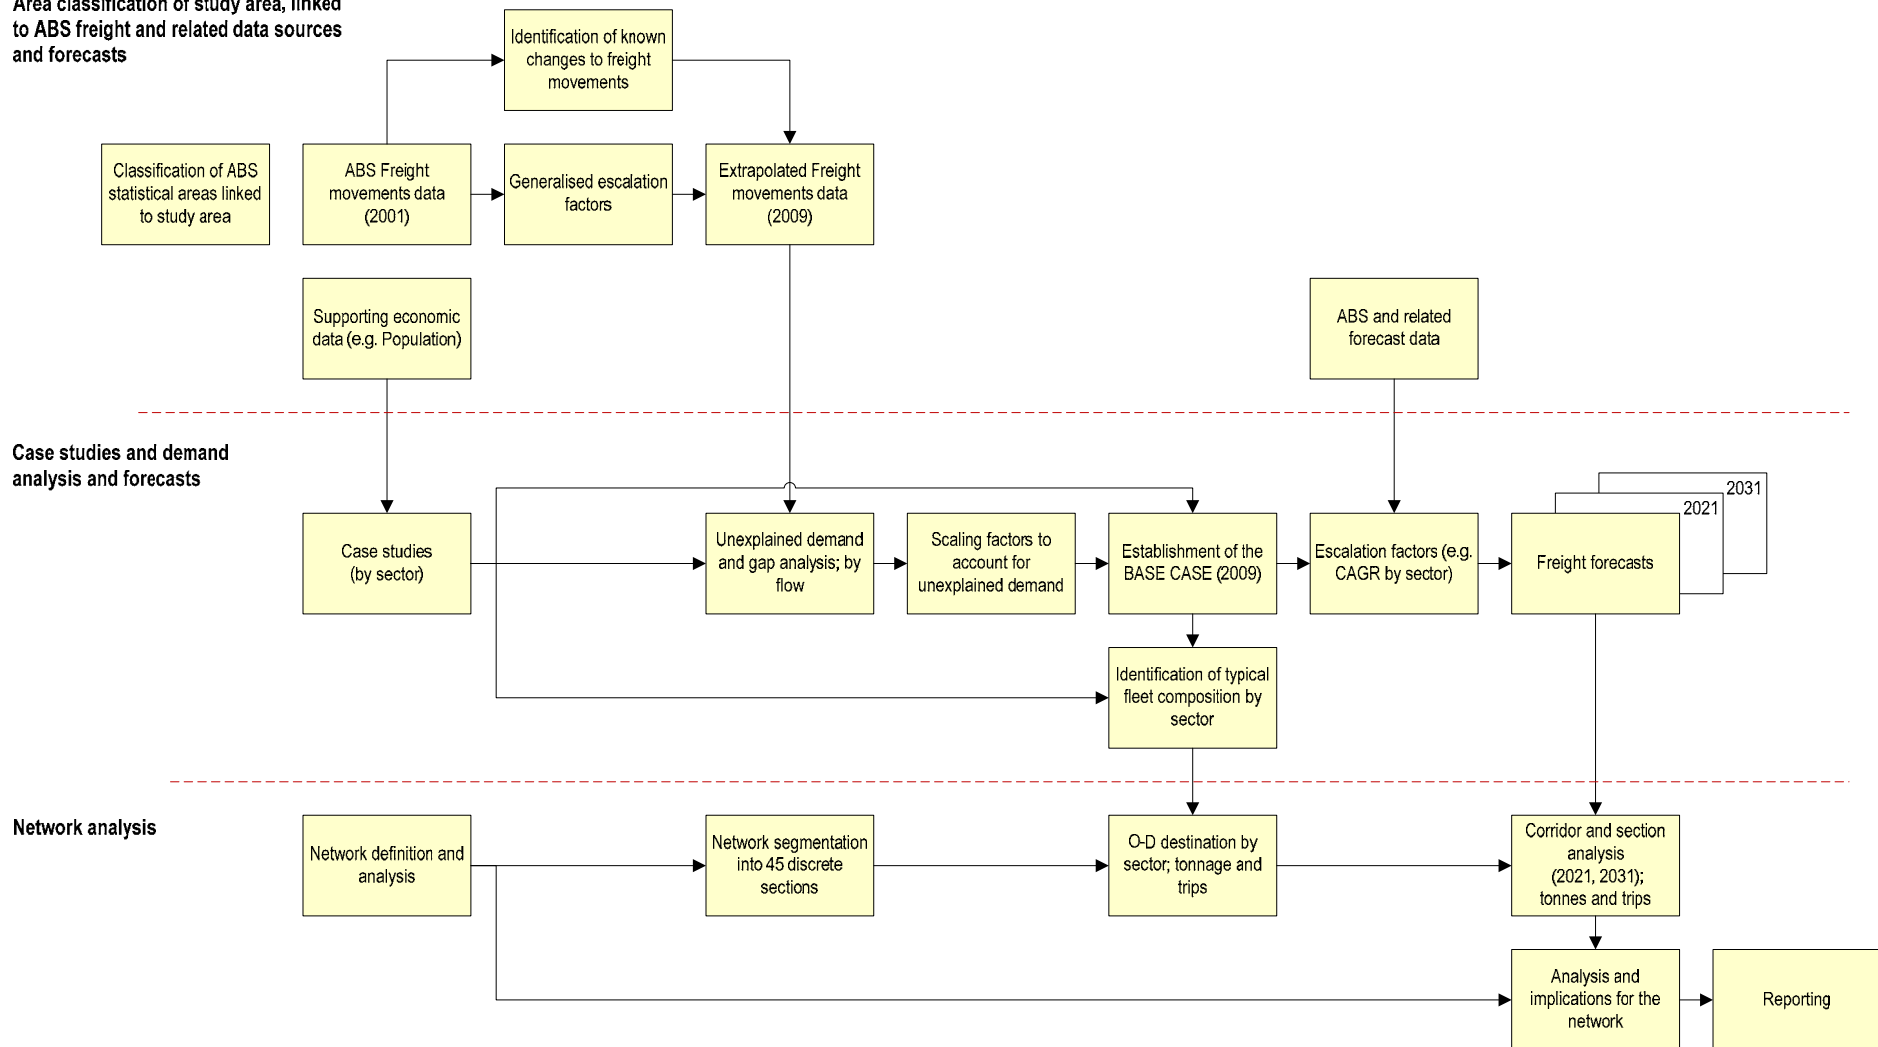 Area classification of study area, linked
to ABS freight and related data sources
and forecasts
Identification of known
changes to freight
movements
Classification of ABS
statistical areas linked
to study area
ABS Freight
movements data
(2001)
Generalised escalation
factors
Extrapolated Freight
movements data
(2009)
Supporting economic
data (e.g. Population)
ABS and related
forecast data
Case studies and demand
analysis and forecasts
2031
2021
Case studies
(by sector)
Unexplained demand
and gap analysis; by
flow
Scaling factors to
account for
unexplained demand
Establishment of the
BASE CASE (2009)
Escalation factors (e.g.
CAGR by sector)
Freight forecasts
Identification of typical
fleet composition by
sector
Network analysis
Network definition and
analysis
Network segmentation
into 45 discrete
sections
O-D destination by
sector; tonnage and
trips
Corridor and section
analysis
(2021, 2031);
tonnes and trips
Analysis and
implications for the
network
Reporting